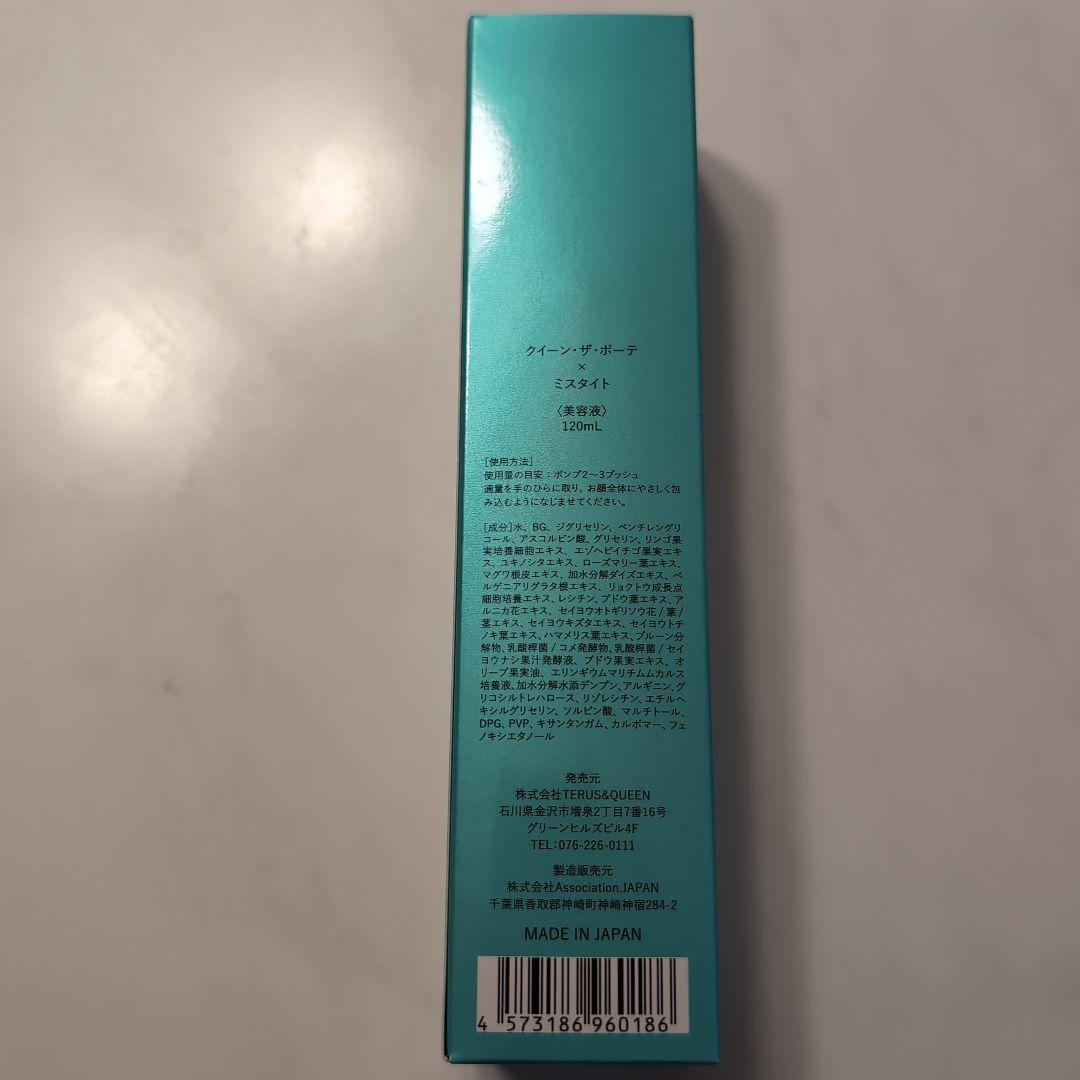 クイーン・ザ・ボーテ
×
ミスタイト
〈美容液〉
120mL
[使用方法]
使用量の目安：ポンプ2〜3プッシュ
適量を手のひらに取り、お顔全体にやさしく包
み込むようになじませてください。
[成分]水、BG、ジグリセリン、ペンチレングリ
コール、アスコルビン酸、グリセリン、リンゴ果
実培養細胞エキス、エゾヘビイチゴ果実エキ
ス、ユキノシタエキス、ローズマリー葉エキス、
マグワ根皮エキス、加水分解ダイズエキス、ベ
ルゲニアリグラタ根エキス、リョクトウ成長点
細胞培養エキス、レシチン、ブドウ葉エキス、ア
ルニカ花エキス、セイヨウオトギリソウ花/葉/
茎エキス、セイヨウキズタエキス、セイヨウトチ
ノキ葉エキス、ハマメリス葉エキス、プルーン分
解物、乳酸桿菌/コメ発酵物、乳酸桿菌/セイ
ヨウナシ果汁発酵液、ブドウ果実エキス、オ
リーブ果実油、エリンギウムマリチムムカルス
培養液、加水分解水添デンプン、アルギニン、グ
リコシルトレハロース、リゾレシチン、エチルヘ
キシルグリセリン、ソルビン酸、マルチトール、
DPG、PVP、キサンタンガム、カルボマー、フェ
ノキシエタノール
発売元
株式会社TERUS&QUEEN
石川県金沢市増泉2丁目7番16号
グリーンヒルズビル4F
TEL:076-226-0111
製造販売元
株式会社Association.JAPAN
千葉県香取郡神崎町神崎神宿284-2
MADE IN JAPAN
4 573186 960186